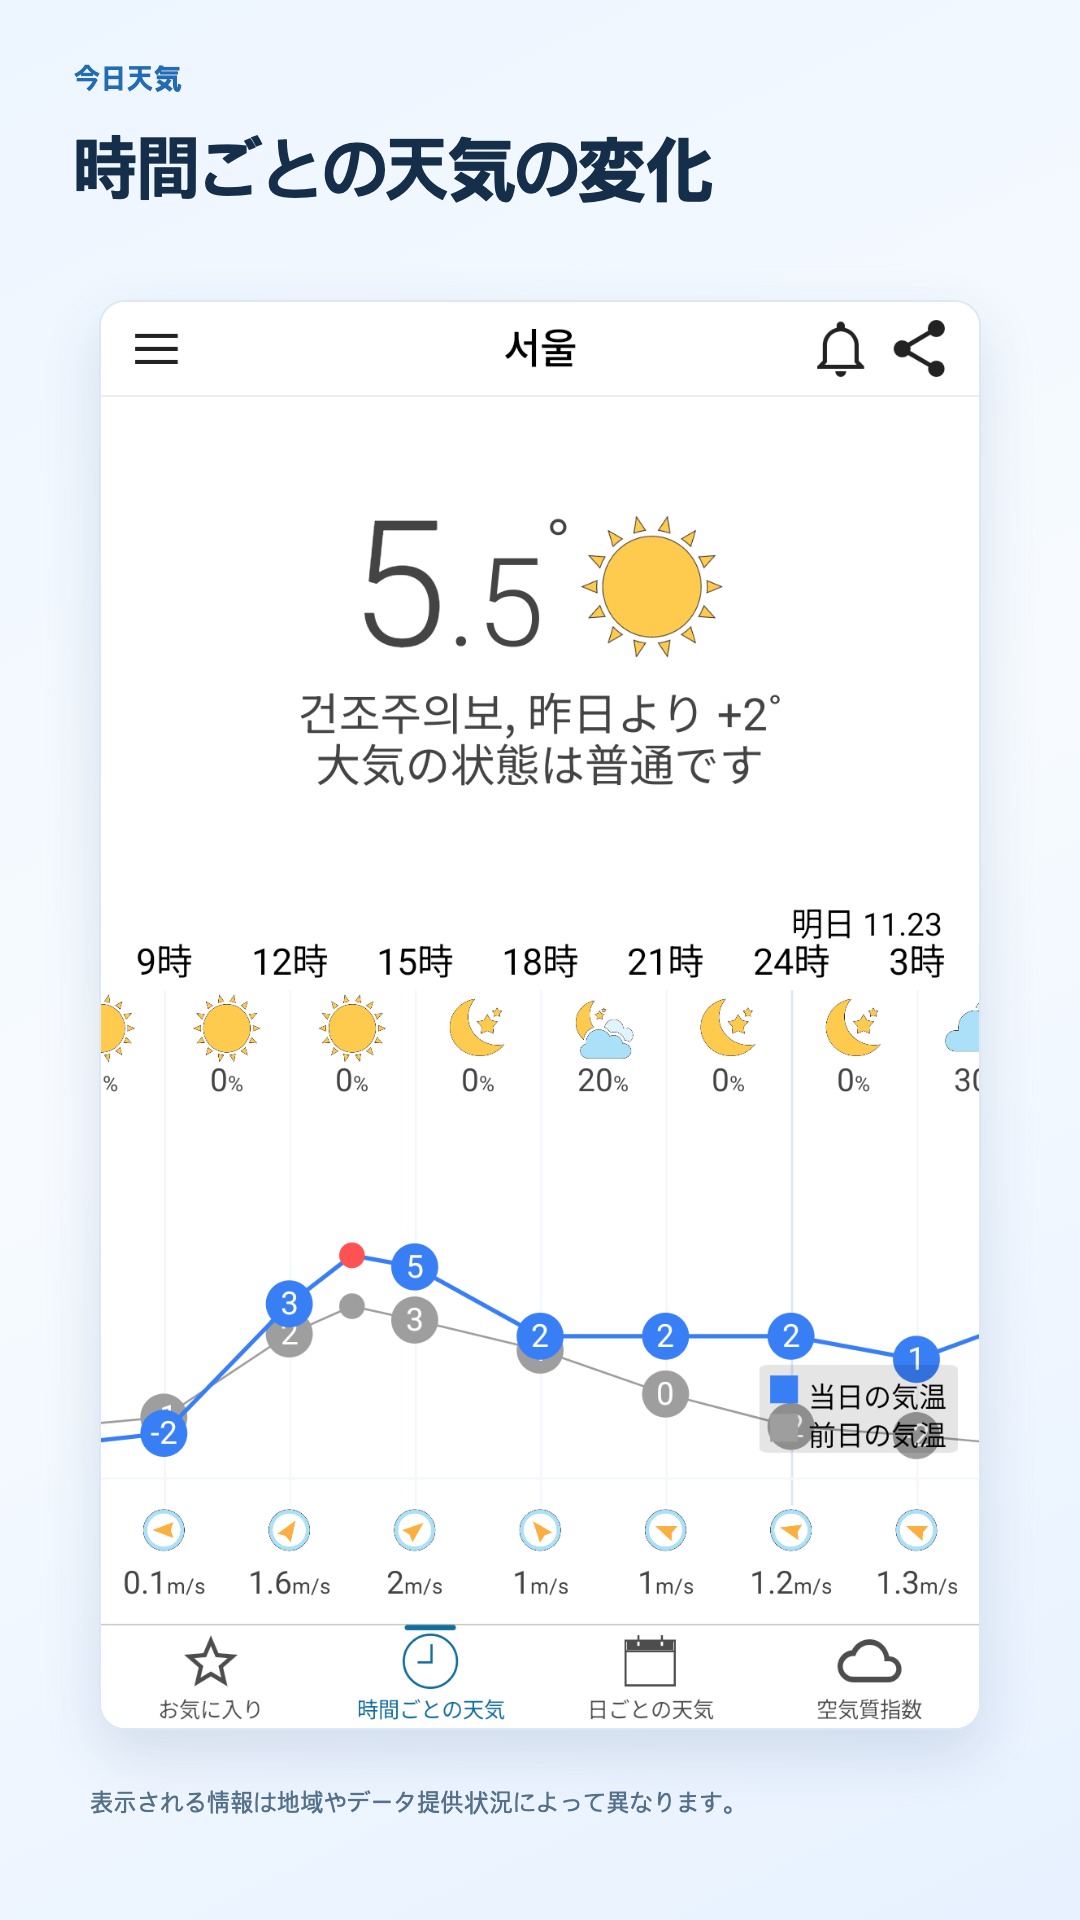 今日天気
時間ごとの天気の変化
서울
5.5°
건조주의보, 昨日より +2°
大気の状態は普通です
明日 11.23
9時 12時 15時 18時 21時 24時 3時
% 0% 0% 0% 20% 0% 0% 30
5
3
2 3
2 2 2
1
0
-2
当日の気温
前日の気温
0.1m/s 1.6m/s 2m/s 1m/s 1m/s 1.2m/s 1.3m/s
お気に入り 時間ごとの天気 日ごとの天気 空気質指数
表示される情報は地域やデータ提供状況によって異なります。